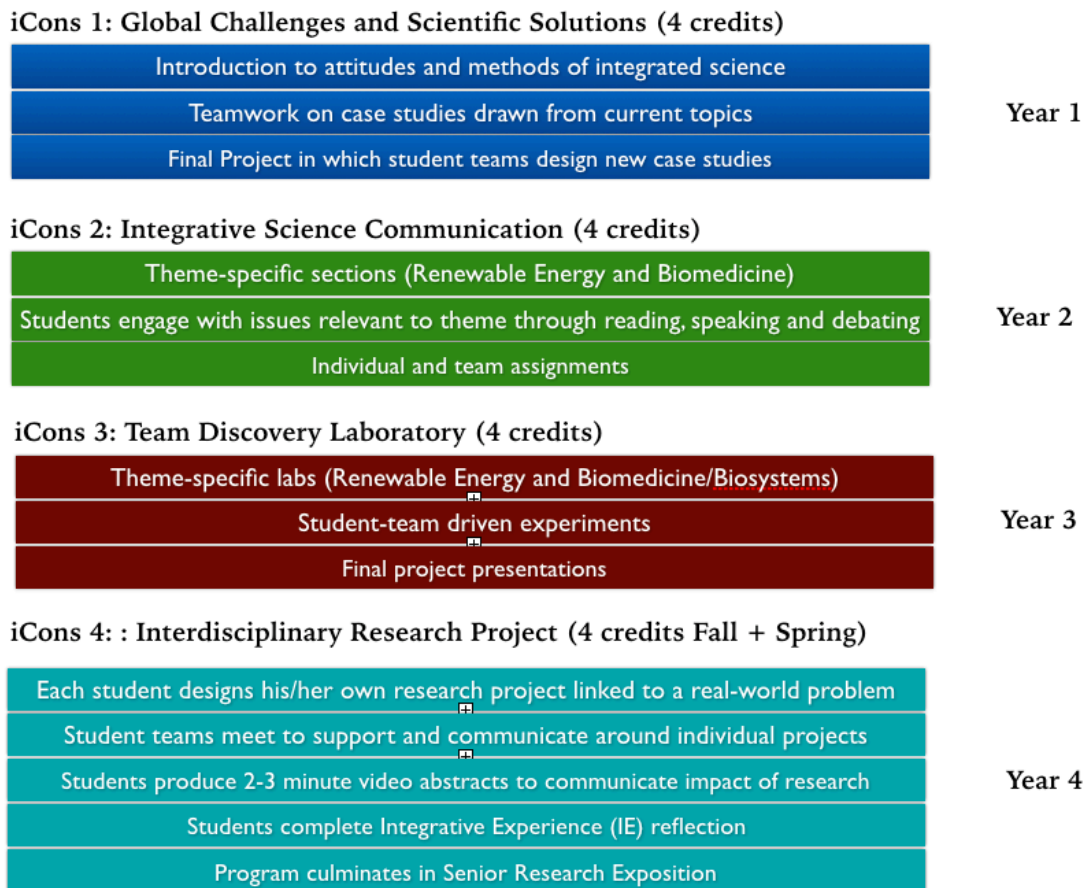 iCons 1: Global Challenges and Scientific Solutions (4 credits)
Introduction to attitudes and methods of integrated science
Teamwork on case studies drawn from current topics
Year 1
Final Project in which student teams design new case studies
iCons 2: Integrative Science Communication (4 credits)
Theme-specific sections (Renewable Energy and Biomedicine)
Students engage with issues relevant to theme through reading, speaking and debating
Year 2
Individual and team assignments
iCons 3: Team Discovery Laboratory (4 credits)
Theme-specific labs (Renewable Energy and Biomedicine/Biosystems)
Student-team driven experiments
Year 3
Final project presentations
iCons 4: : Interdisciplinary Research Project (4 credits Fall + Spring)
Each student designs his/her own research project linked to a real-world problem
Student teams meet to support and communicate around individual projects
Students produce 2-3 minute video abstracts to communicate impact of research
Year 4
Students complete Integrative Experience (IE) reflection
Program culminates in Senior Research Exposition